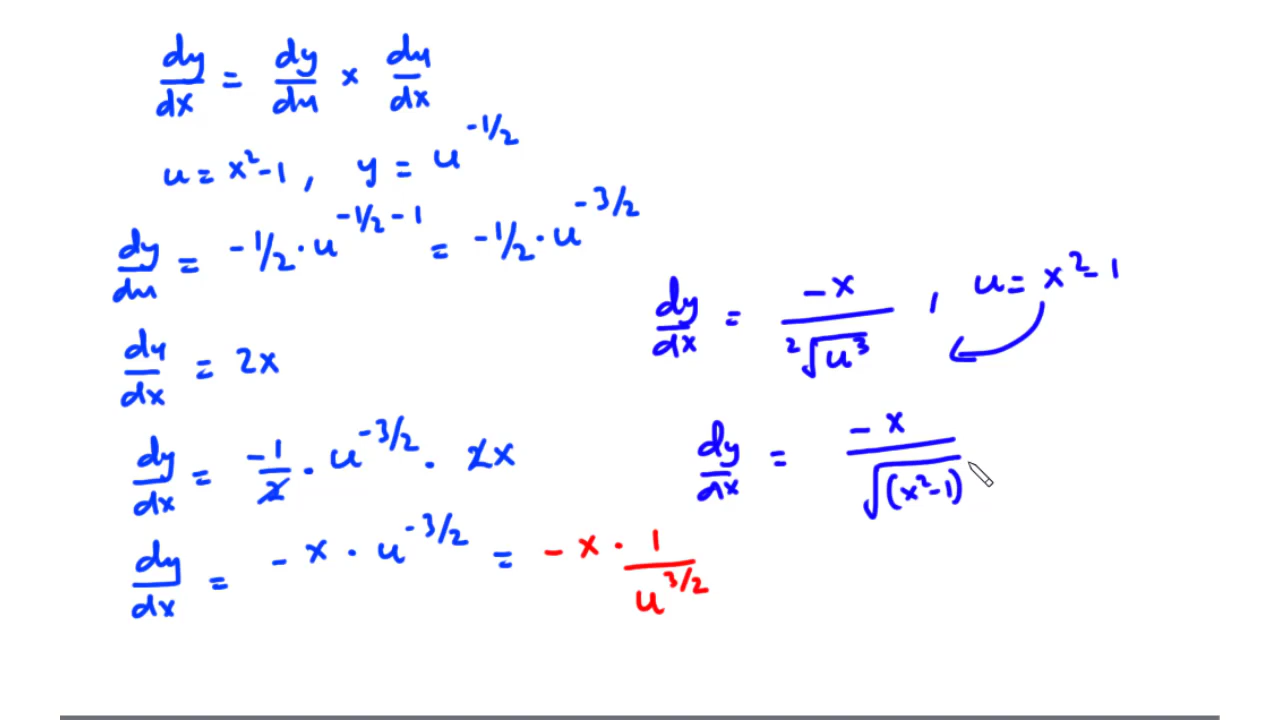 dy/dx = dy/du × du/dx
u = x² - 1 , y = u^(-1/2)
dy/du = -1/2 · u^(-1/2 - 1) = -1/2 · u^(-3/2)
du/dx = 2x
dy/dx = -1/2 · u^(-3/2) · 2x
dy/dx = - x · u^(-3/2) = - x · 1/u^(3/2)
dy/dx = -x/²√u³ , u = x² - 1
dy/dx = -x/√(x²-1)